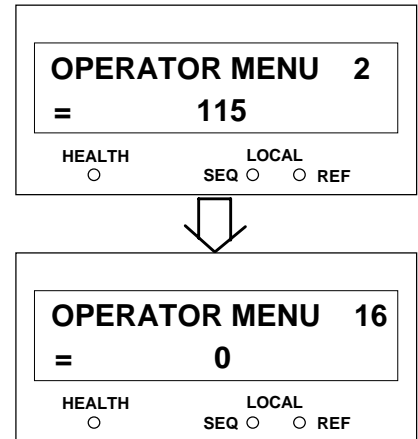 OPERATOR MENU 2
= 115
HEALTH LOCAL
SEQ REF
OPERATOR MENU 16
= 0
HEALTH LOCAL
SEQ REF